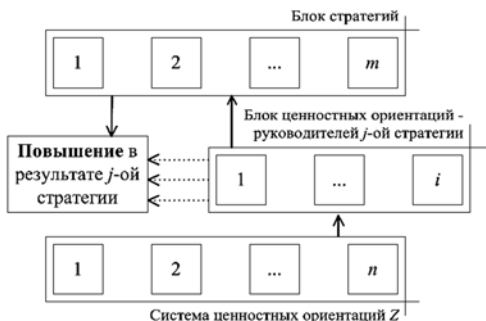 Блок стратегий
1 2 ... m
Блок ценностных ориентаций -
руководителей j-ой стратегии
Повышение в
результате j-ой
стратегии
1 ... i
1 2 ... n
Система ценностных ориентаций Z